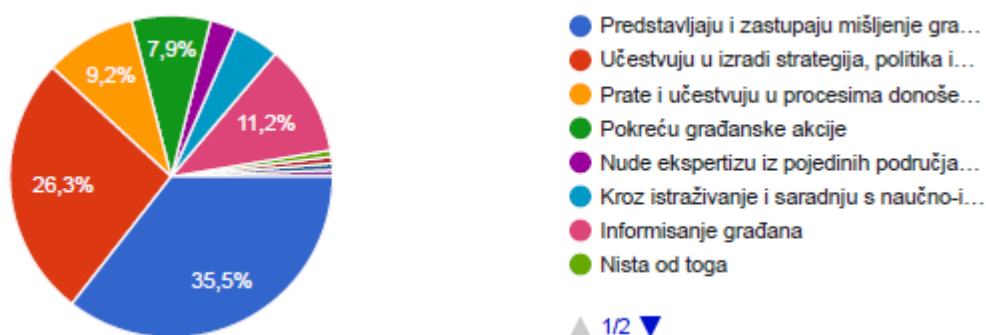 7,9%
9,2%
11,2%
26,3%
35,5%
Predstavljaju i zastupaju mišljenje gra...
Učestvuju u izradi strategija, politika i...
Prate i učestvuju u procesima donoše...
Pokreću građanske akcije
Nude ekspertizu iz pojedinih područja...
Kroz istraživanje i saradnju s naučno-i...
Informisanje građana
Nista od toga
1/2